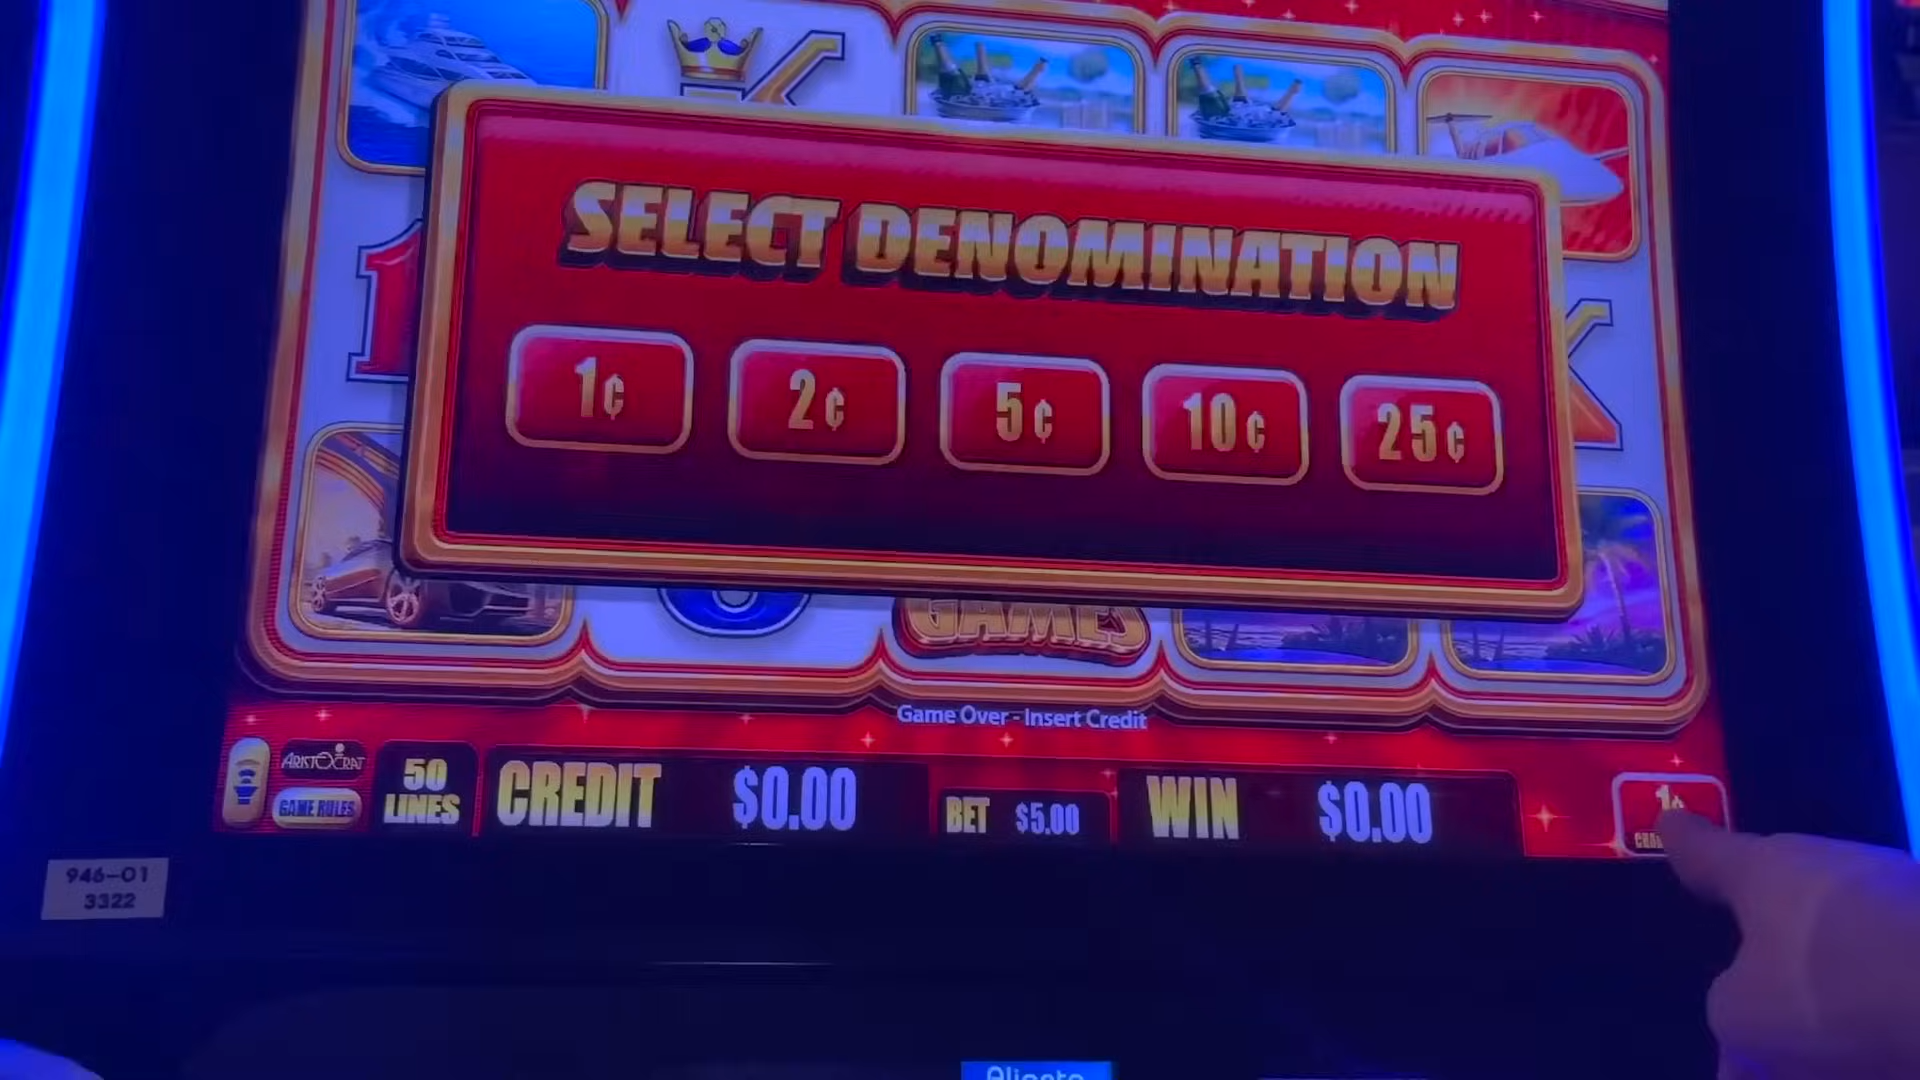 K
SELECT DENOMINATION
1¢ 2¢ 5¢ 10¢ 25¢
GAMES
Game Over - Insert Credit
ARISTOCRAT
GAME RULES
50
LINES
CREDIT $0.00
BET $5.00
WIN $0.00
1¢
946-01
3322